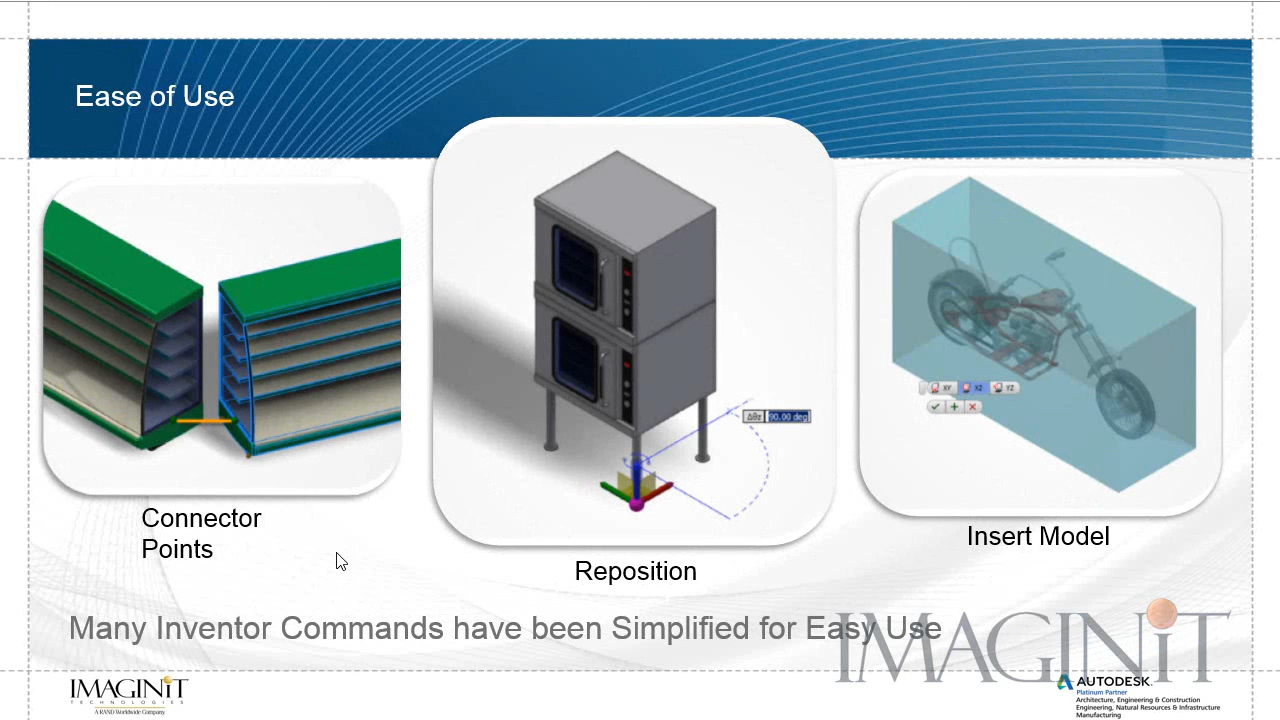 Ease of Use
Δθz 90.00 deg
XY XZ YZ
Connector
Points
Reposition
Insert Model
Many Inventor Commands have been Simplified for Easy Use
IMAGINiT
IMAGINiT
TECHNOLOGIES
A RAND Worldwide Company
AUTODESK.
Platinum Partner
Architecture, Engineering & Construction
Engineering, Natural Resources & Infrastructure
Manufacturing